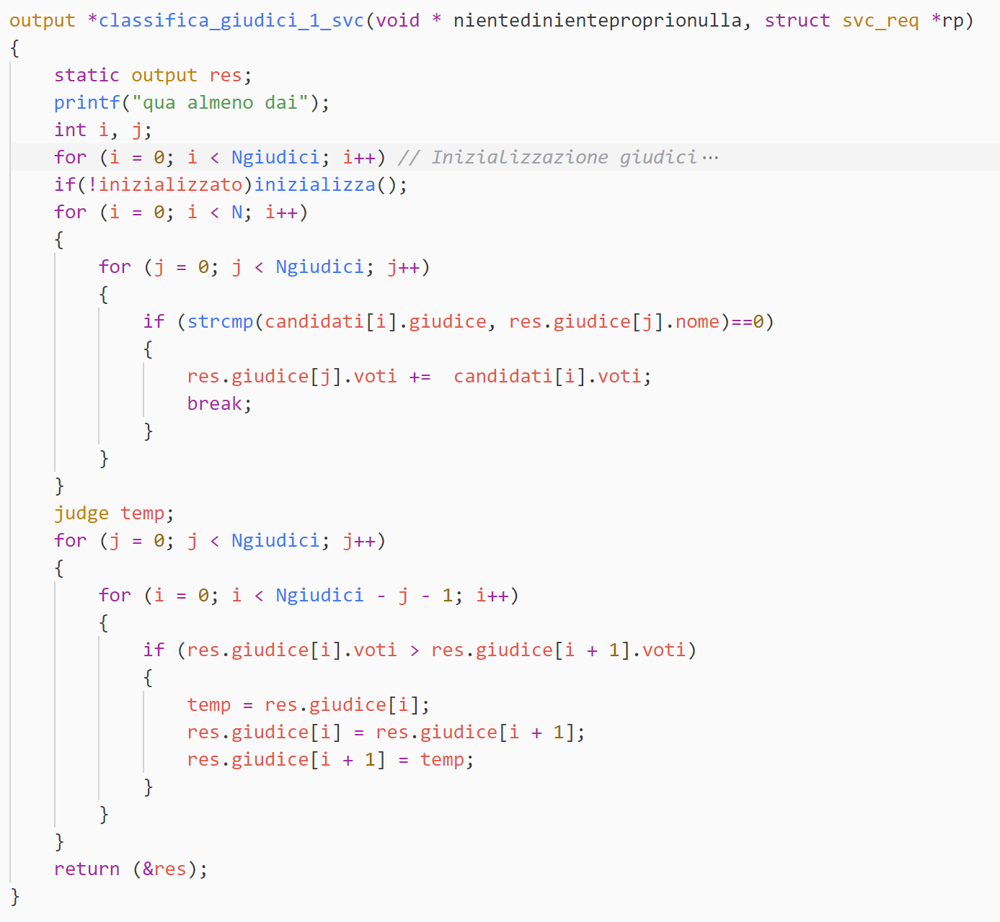 output *classifica_giudici_1_svc(void * nientedinienteproprionulla, struct svc_req *rp)
{
    static output res;
    printf("qua almeno dai");
    int i, j;
    for (i = 0; i < Ngiudici; i++) // Inizializzazione giudici···
    if(!inizializzato)inizializza();
    for (i = 0; i < N; i++)
    {
        for (j = 0; j < Ngiudici; j++)
        {
            if (strcmp(candidati[i].giudice, res.giudice[j].nome)==0)
            {
                res.giudice[j].voti +=  candidati[i].voti;
                break;
            }
        }
    }
    judge temp;
    for (j = 0; j < Ngiudici; j++)
    {
        for (i = 0; i < Ngiudici - j - 1; i++)
        {
            if (res.giudice[i].voti > res.giudice[i + 1].voti)
            {
                temp = res.giudice[i];
                res.giudice[i] = res.giudice[i + 1];
                res.giudice[i + 1] = temp;
            }
        }
    }
    return (&res);
}